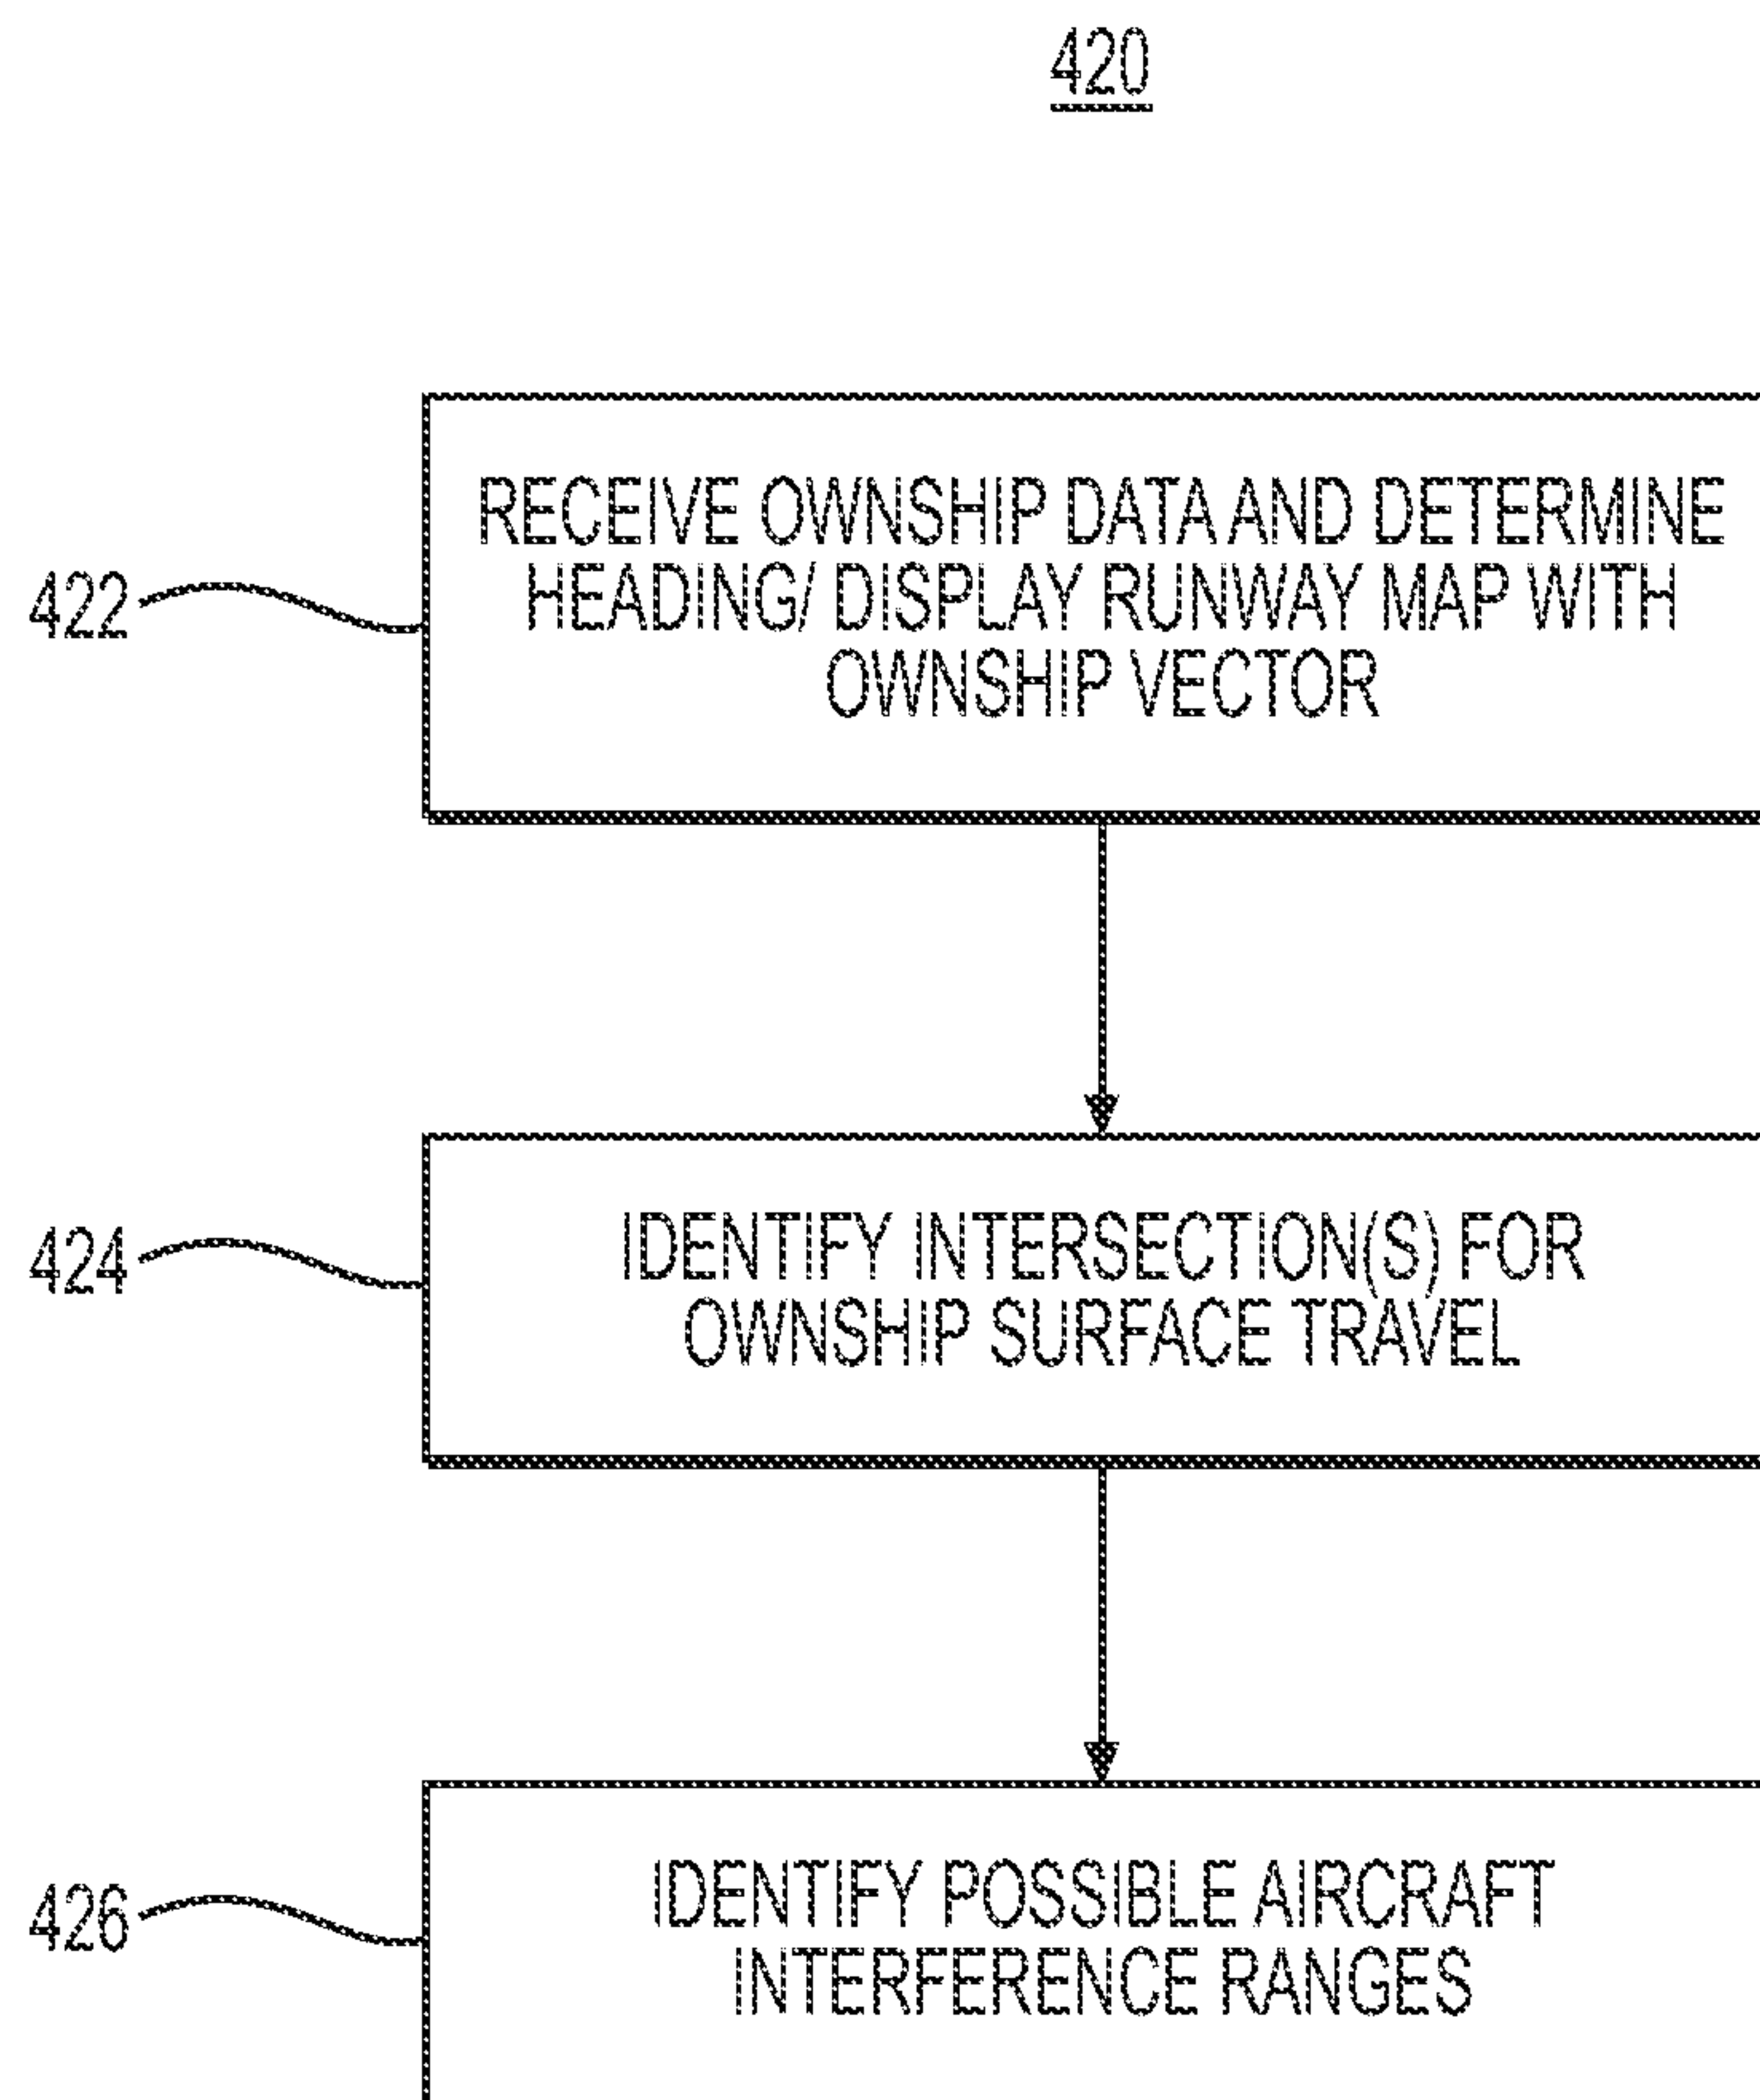 420
RECEIVE OWNSHIP DATA AND DETERMINE
HEADING/ DISPLAY RUNWAY MAP WITH
OWNSHIP VECTOR
422
IDENTIFY INTERSECTION(S) FOR
OWNSHIP SURFACE TRAVEL
424
IDENTIFY POSSIBLE AIRCRAFT
INTERFERENCE RANGES
426